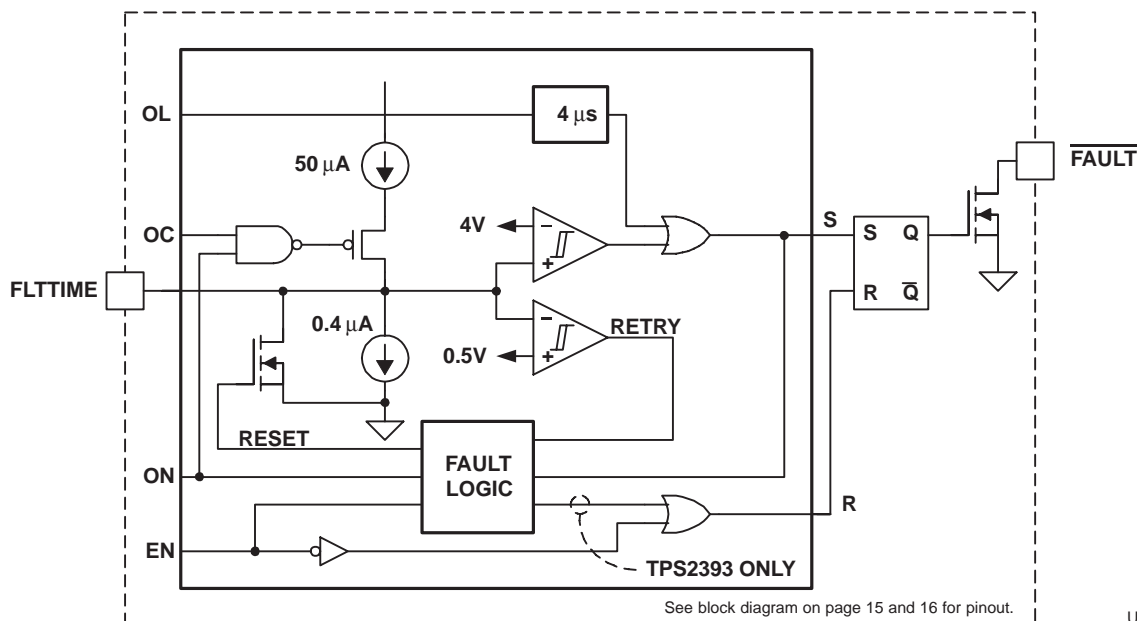 OL
4 μs
50 μA
FAULT
4V
−
+
S
S Q
OC
FLTTIME
R Q
0.4 μA
−
+
RETRY
0.5V
RESET
FAULT
LOGIC
ON
R
EN
TPS2393 ONLY
See block diagram on page 15 and 16 for pinout.